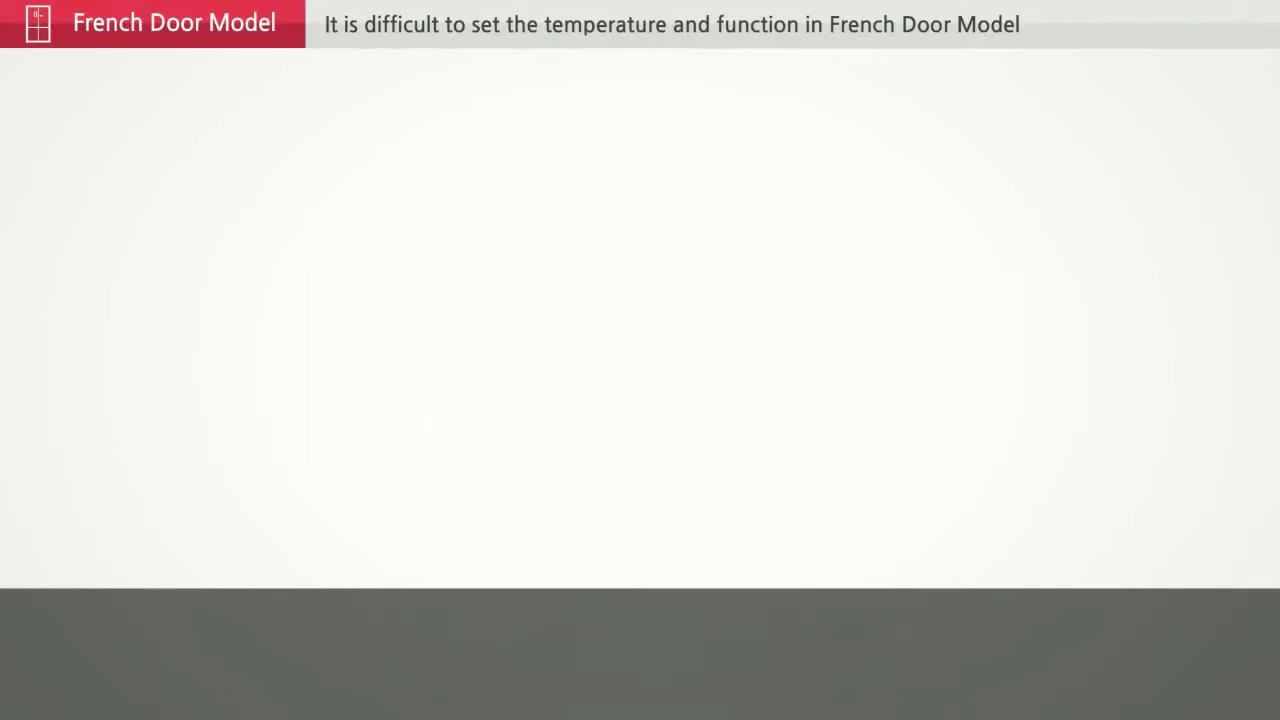 French Door Model
It is difficult to set the temperature and function in French Door Model